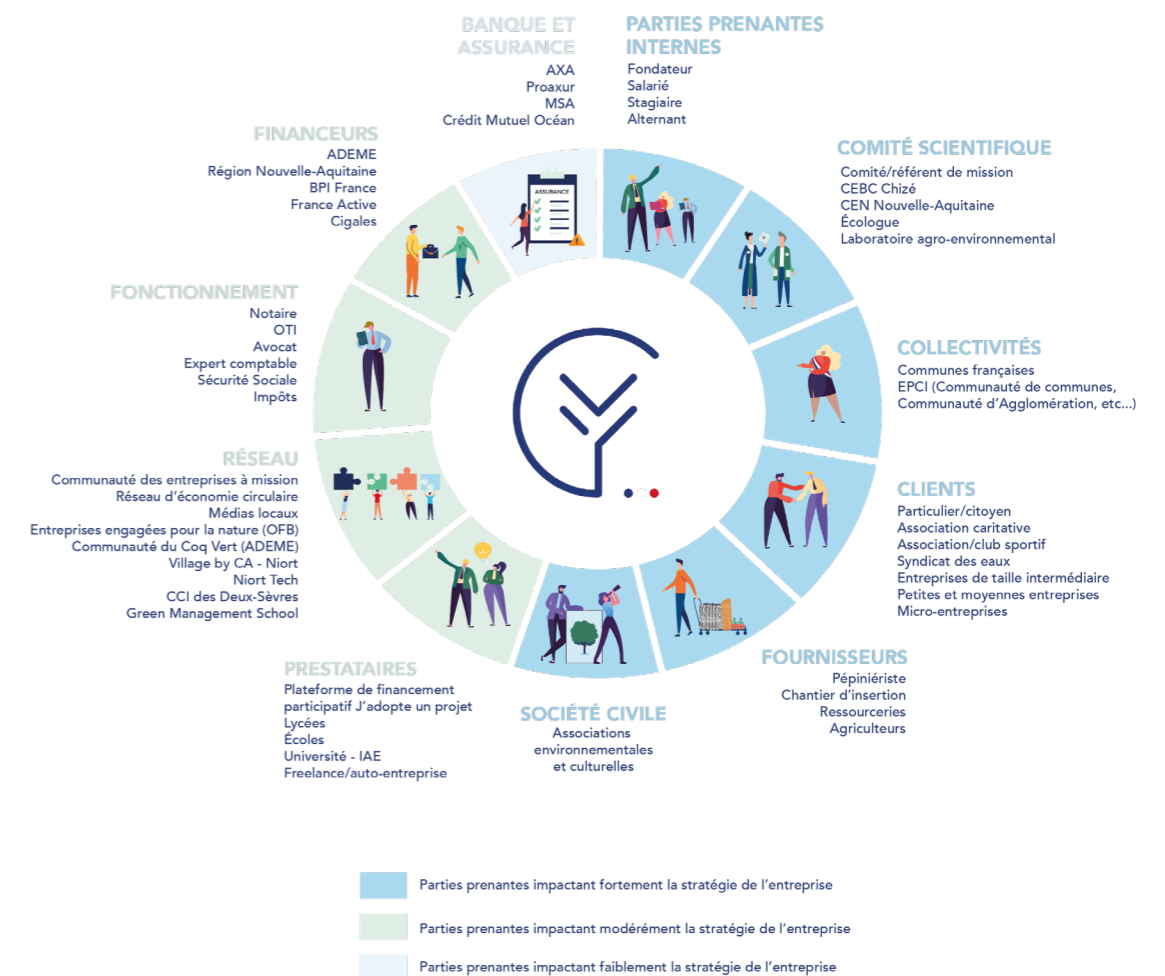 BANQUE ET
ASSURANCE
AXA
Proaxur
MSA
Crédit Mutuel Océan
PARTIES PRENANTES
INTERNES
Fondateur
Salarié
Stagiaire
Alternant
COMITÉ SCIENTIFIQUE
Comité/référent de mission
CEBC Chizé
CEN Nouvelle-Aquitaine
Écologue
Laboratoire agro-environnemental
COLLECTIVITÉS
Communes françaises
EPCI (Communauté de communes,
Communauté d'Agglomération, etc...)
CLIENTS
Particulier/citoyen
Association caritative
Association/club sportif
Syndicat des eaux
Entreprises de taille intermédiaire
Petites et moyennes entreprises
Micro-entreprises
FOURNISSEURS
Pépiniériste
Chantier d'insertion
Ressourceries
Agriculteurs
SOCIÉTÉ CIVILE
Associations
environnementales
et culturelles
PRESTATAIRES
Plateforme de financement
participatif J'adopte un projet
Lycées
Écoles
Université - IAE
Freelance/auto-entreprise
RÉSEAU
Communauté des entreprises à mission
Réseau d'économie circulaire
Médias locaux
Entreprises engagées pour la nature (OFB)
Communauté du Coq Vert (ADEME)
Village by CA - Niort
Niort Tech
CCI des Deux-Sèvres
Green Management School
FONCTIONNEMENT
Notaire
OTI
Avocat
Expert comptable
Sécurité Sociale
Impôts
FINANCEURS
ADEME
Région Nouvelle-Aquitaine
BPI France
France Active
Cigales
ASSURANCE
Parties prenantes impactant fortement la stratégie de l'entreprise
Parties prenantes impactant modérément la stratégie de l'entreprise
Parties prenantes impactant faiblement la stratégie de l'entreprise